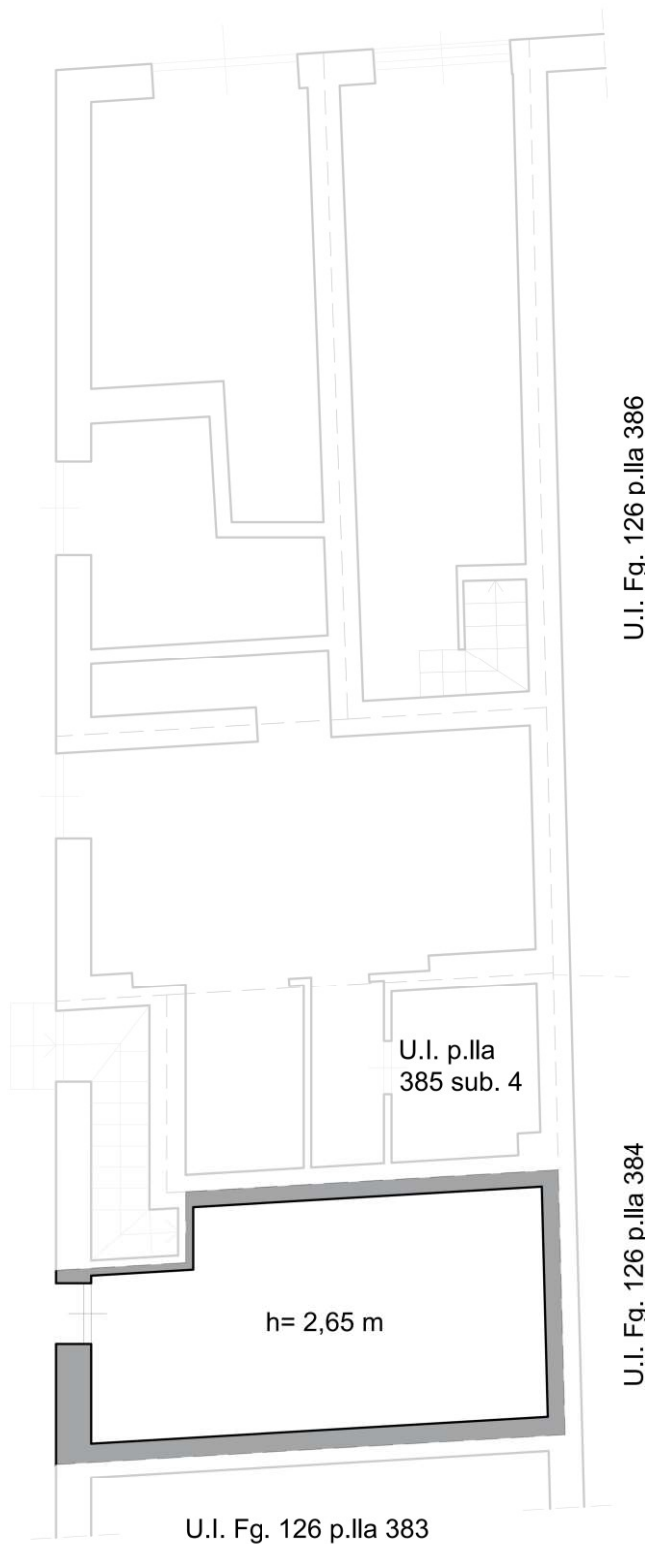 U.I. Fg. 126 p.lla 386
U.I. p.lla
385 sub. 4
U.I. Fg. 126 p.lla 384
h= 2,65 m
U.I. Fg. 126 p.lla 383